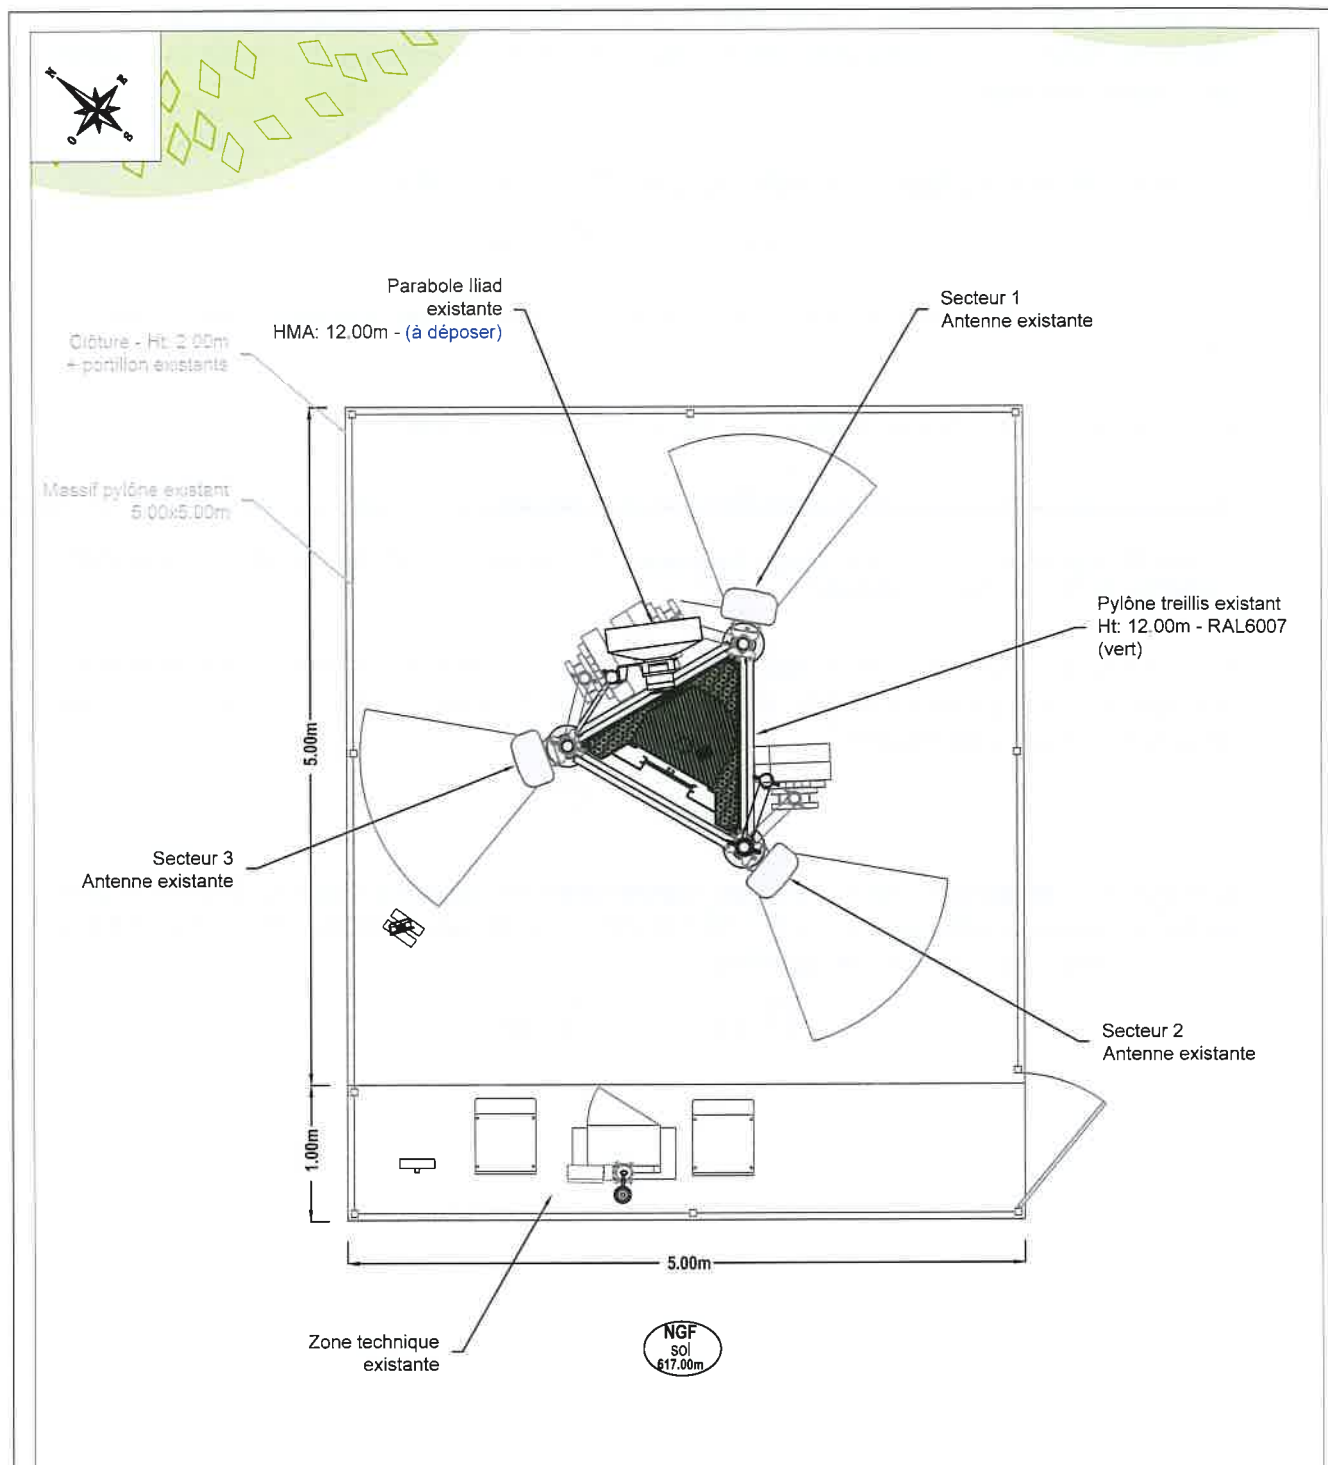 N
E
O
S
Parabole Iliad
existante
HMA: 12.00m - (à déposer)
Secteur 1
Antenne existante
Clôture - Ht: 2.00m
+ portillon existants
Massif pylône existant
5.00x5.00m
Pylône treillis existant
Ht: 12.00m - RAL6007
(vert)
5.00m
Secteur 3
Antenne existante
Secteur 2
Antenne existante
1.00m
5.00m
Zone technique
existante
NGF
sol
617.00m